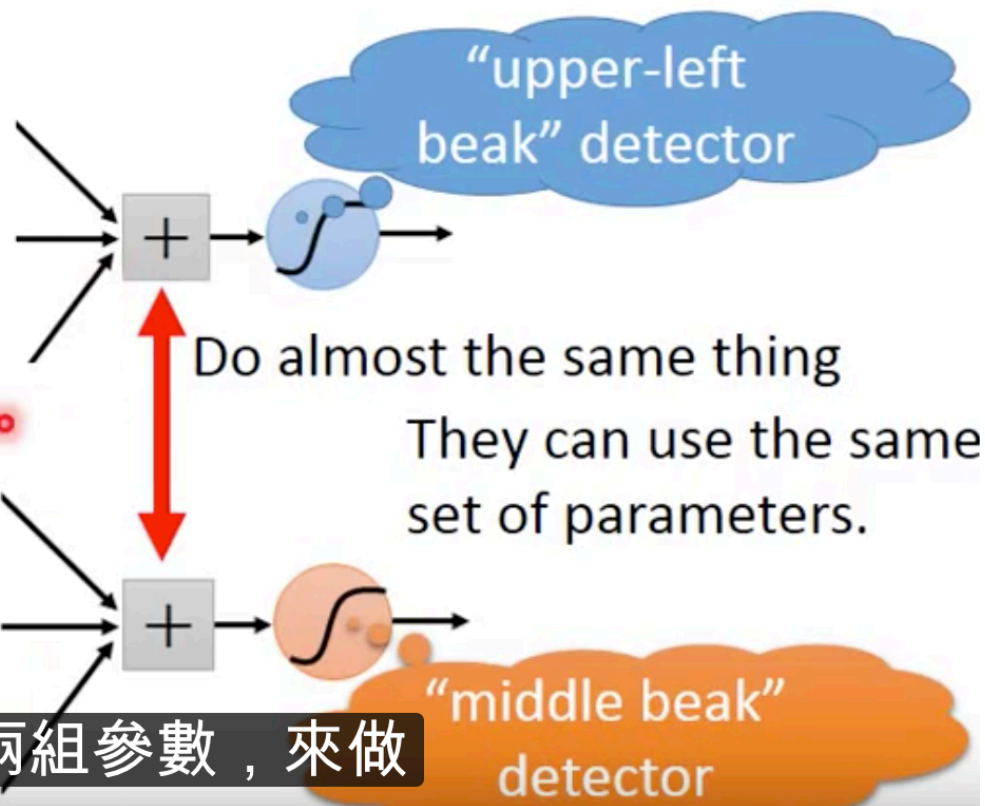 “upper-left
beak” detector
+
Do almost the same thing
They can use the same
set of parameters.
+
“middle beak”
detector
兩組參數，來做